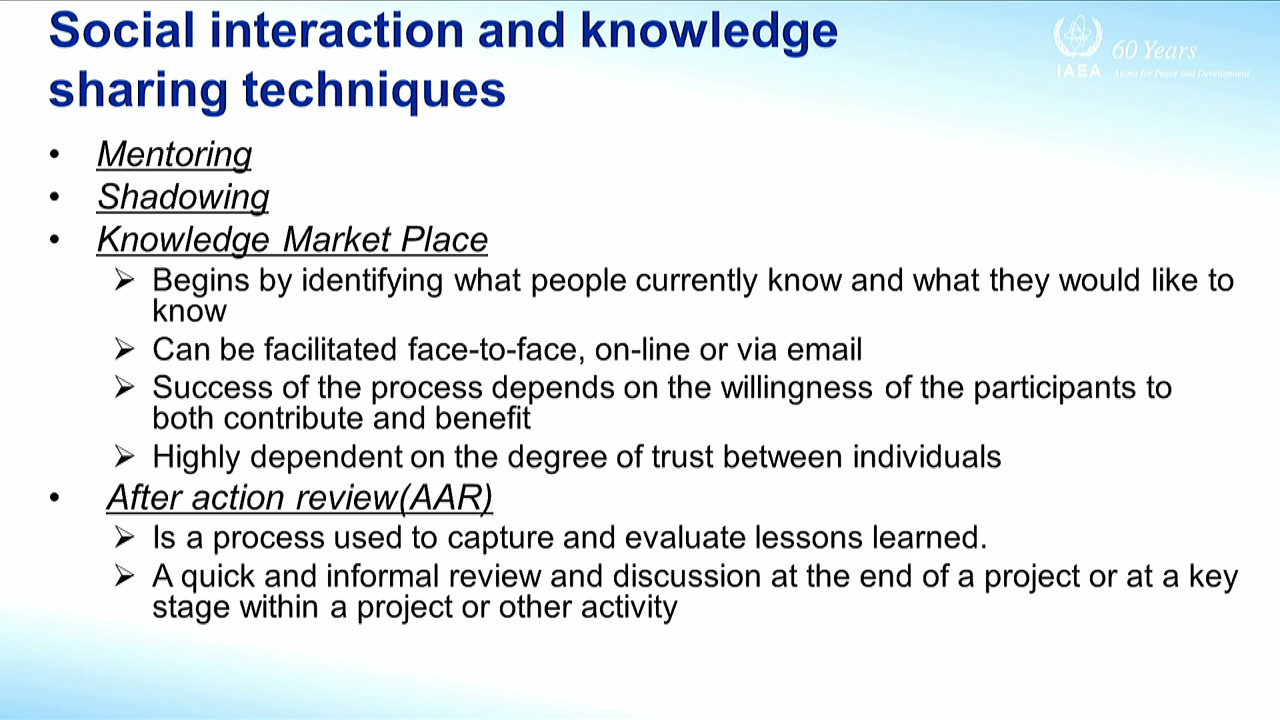 Social interaction and knowledge
sharing techniques
IAEA
60 Years
Atoms for Peace and Development
• Mentoring
• Shadowing
• Knowledge Market Place
➢ Begins by identifying what people currently know and what they would like to
know
➢ Can be facilitated face-to-face, on-line or via email
➢ Success of the process depends on the willingness of the participants to
both contribute and benefit
➢ Highly dependent on the degree of trust between individuals
• After action review(AAR)
➢ Is a process used to capture and evaluate lessons learned.
➢ A quick and informal review and discussion at the end of a project or at a key
stage within a project or other activity